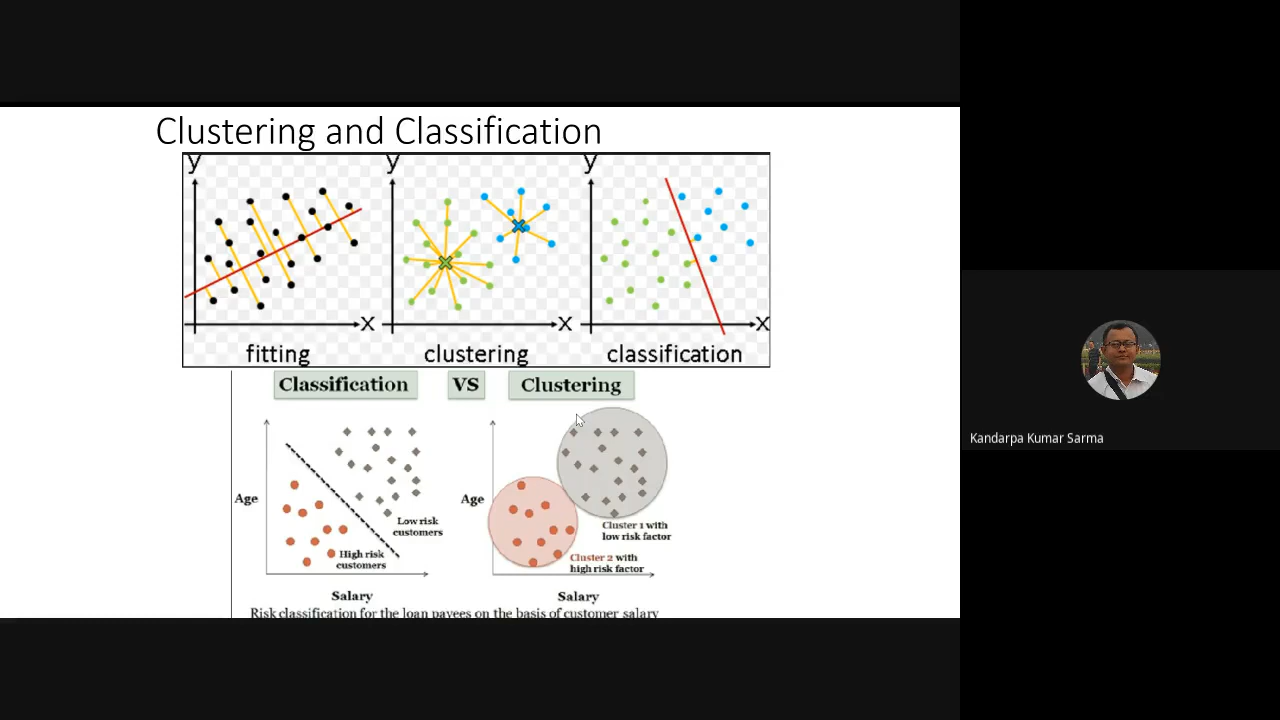 Clustering and Classification
y
y
y
x
x
x
fitting
clustering
classification
Classification VS Clustering
Age
Low risk
customers
High risk
customers
Salary
Age
Cluster 1 with
low risk factor
Cluster 2 with
high risk factor
Salary
Risk classification for the loan payees on the basis of customer salary
Kandarpa Kumar Sarma